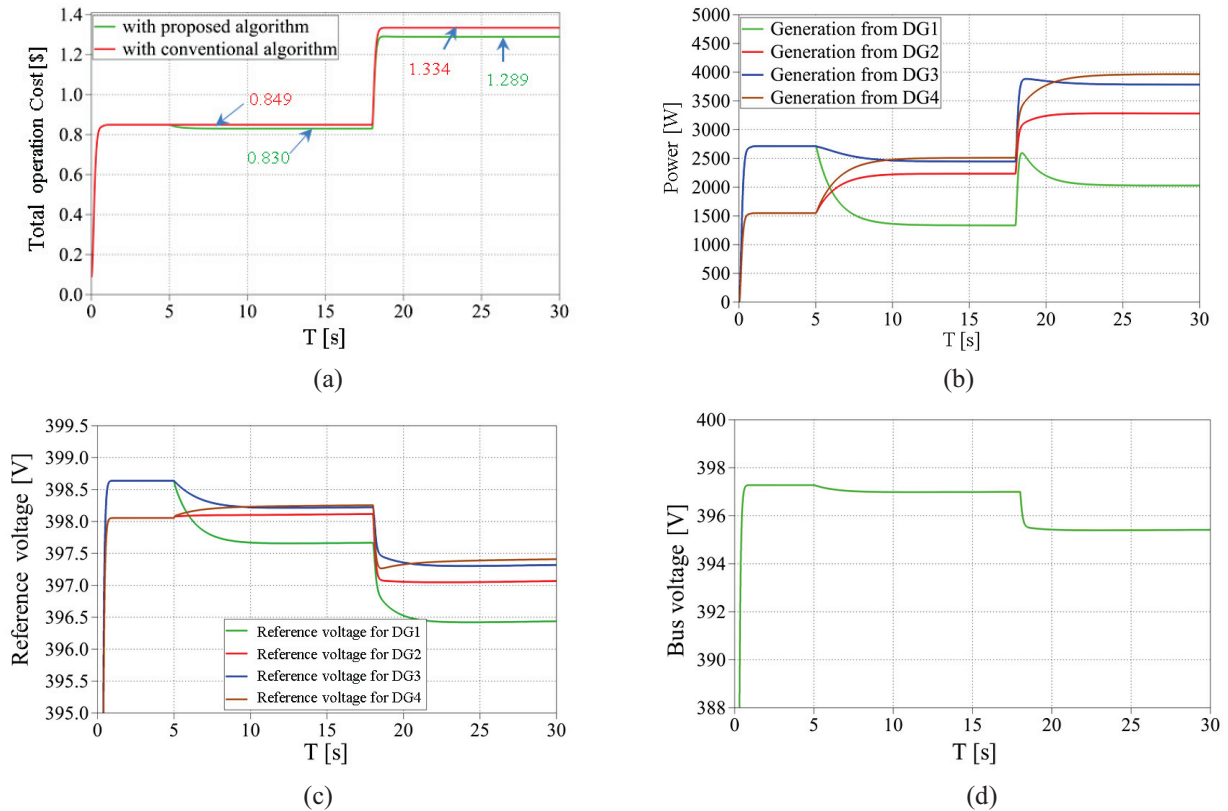 with proposed algorithm
with conventional algorithm
Total operation Cost [$]
1.4
1.2
1.0
0.8
0.6
0.4
0.2
0.0
0.849
0.830
1.334
1.289
0 5 10 15 20 25 30
T [s]
(a)
Generation from DG1
Generation from DG2
Generation from DG3
Generation from DG4
Power [W]
5000
4500
4000
3500
3000
2500
2000
1500
1000
500
0
0 5 10 15 20 25 30
T [s]
(b)
Reference voltage [V]
399.5
399.0
398.5
398.0
397.5
397.0
396.5
396.0
395.5
395.0
Reference voltage for DG1
Reference voltage for DG2
Reference voltage for DG3
Reference voltage for DG4
0 5 10 15 20 25 30
T [s]
(c)
Bus voltage [V]
400
398
396
394
392
390
388
0 5 10 15 20 25 30
T [s]
(d)